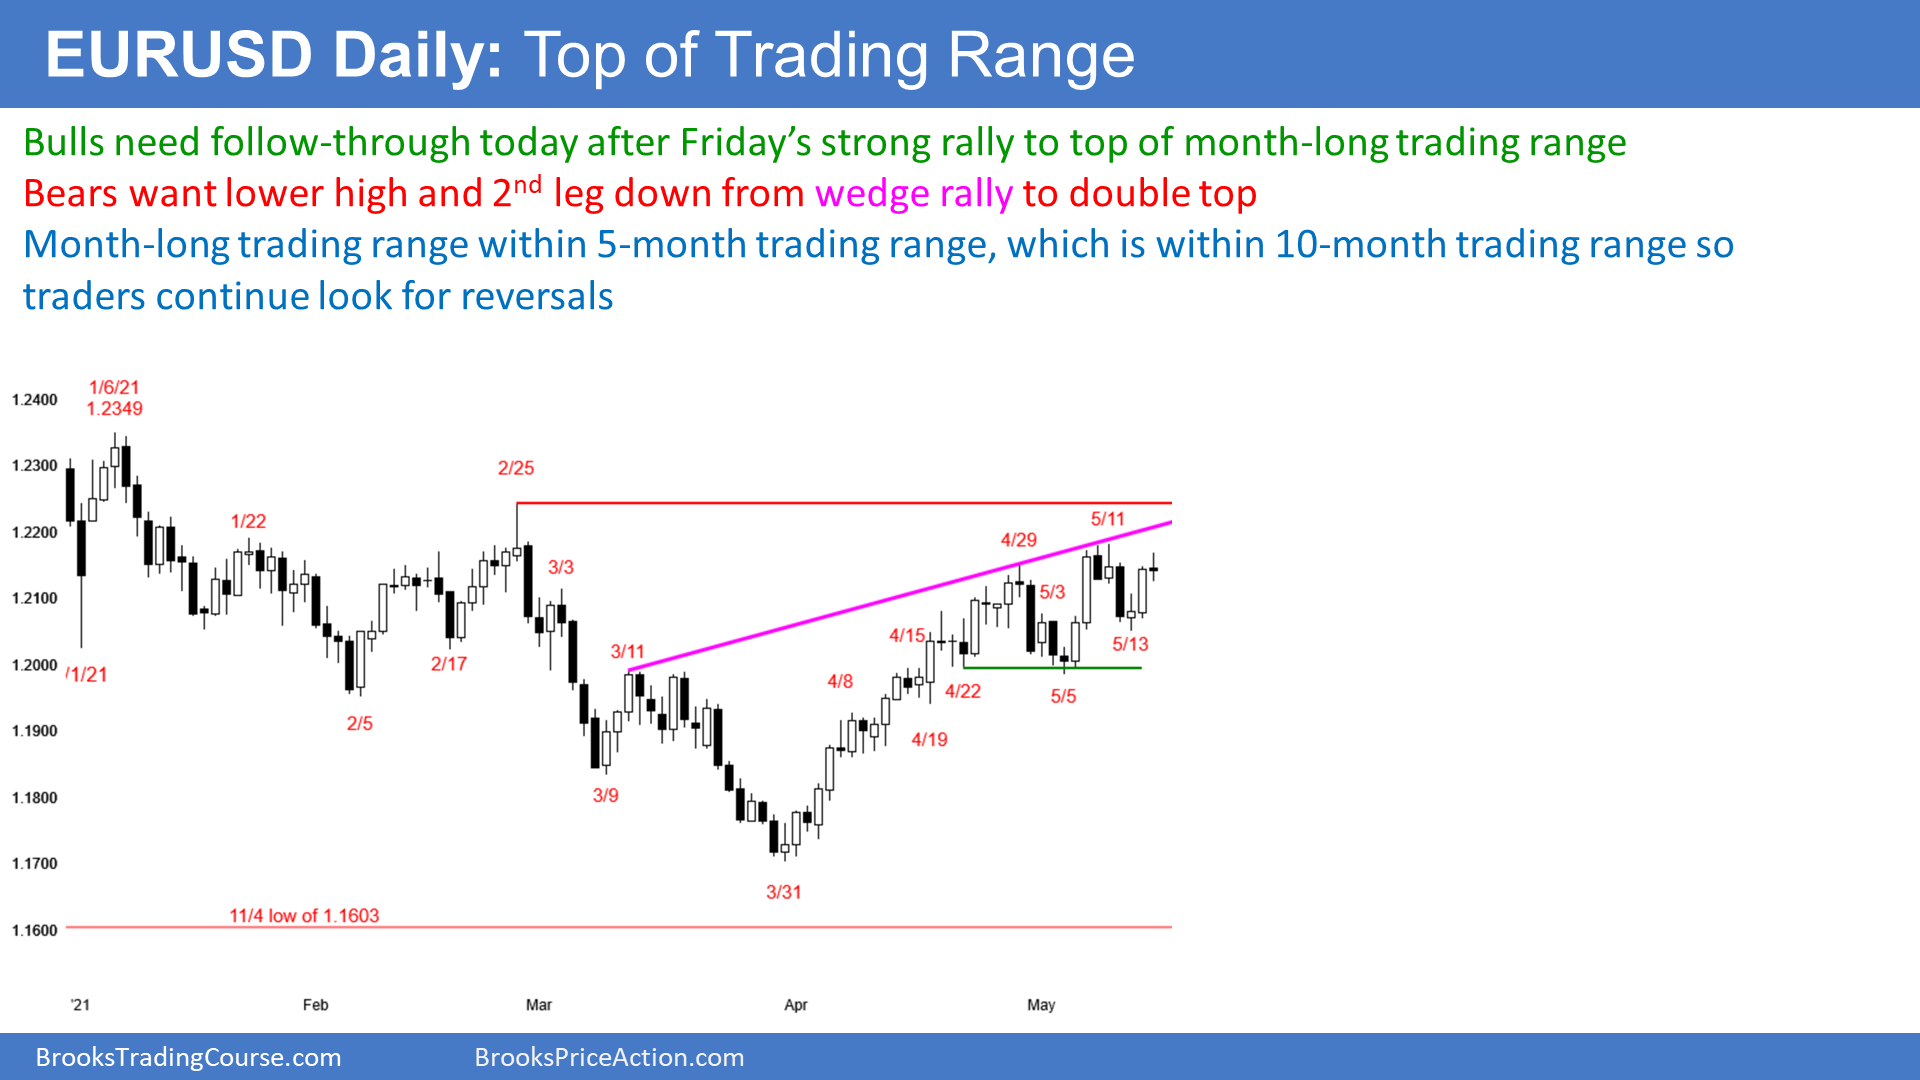 EURUSD Daily: Top of Trading Range
Bulls need follow-through today after Friday’s strong rally to top of month-long trading range
Bears want lower high and 2nd leg down from wedge rally to double top
Month-long trading range within 5-month trading range, which is within 10-month trading range so
traders continue look for reversals
1/6/21
1.2349
1.2400
1.2300
1.2200
1.2100
1.2000
1.1900
1.1800
1.1700
1.1600
/1/21
1/22
2/5
2/17
2/25
3/3
3/9
3/11
3/31
4/8
4/15
4/19
4/22
4/29
5/3
5/5
5/11
5/13
11/4 low of 1.1603
'21
Feb
Mar
Apr
May
BrooksTradingCourse.com
BrooksPriceAction.com